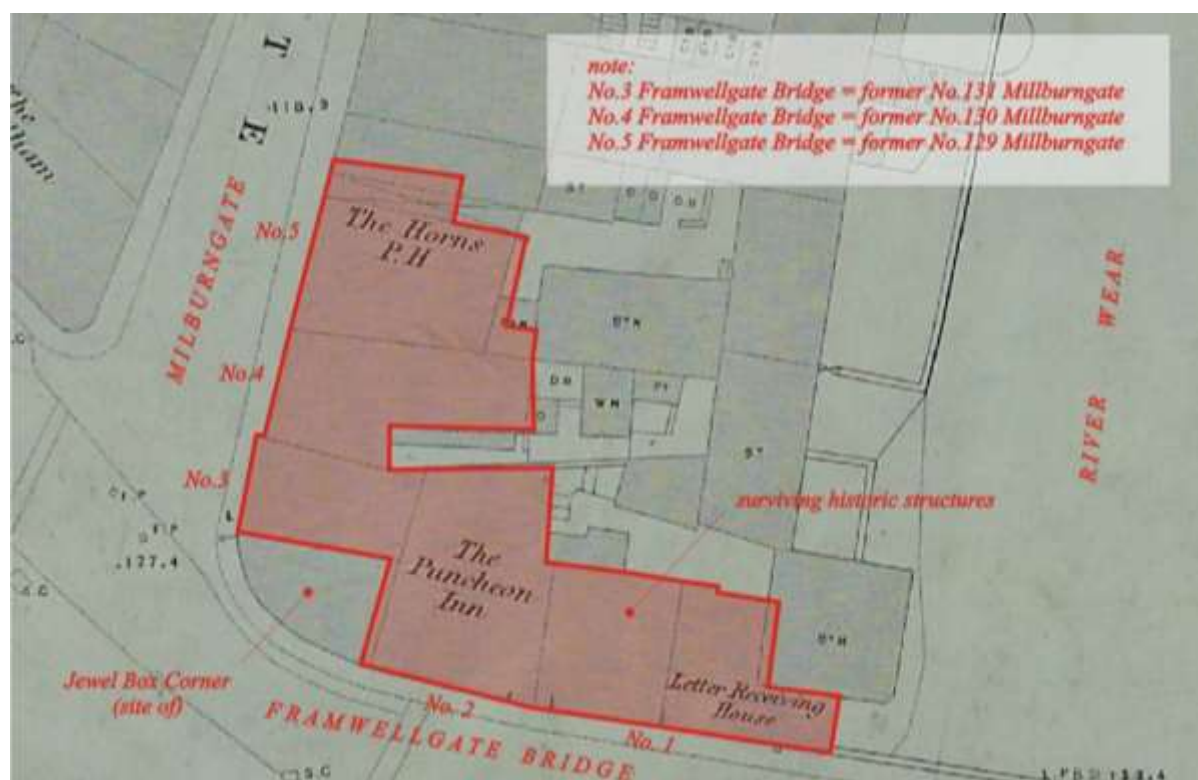 note:
No.3 Framwellgate Bridge = former No.131 Millburngate
No.4 Framwellgate Bridge = former No.130 Millburngate
No.5 Framwellgate Bridge = former No.129 Millburngate
T
E
MILBURNGATE
No.5
The Horns
P.H
No.4
No.3
RIVER WEAR
S T
W H
S T
surviving historic structures
The
Puncheon
Inn
.177.4
Jewel Box Corner
(site of)
Letter Receiving
House
No. 2
No. 1
FRAMWELLGATE BRIDGE
S.C